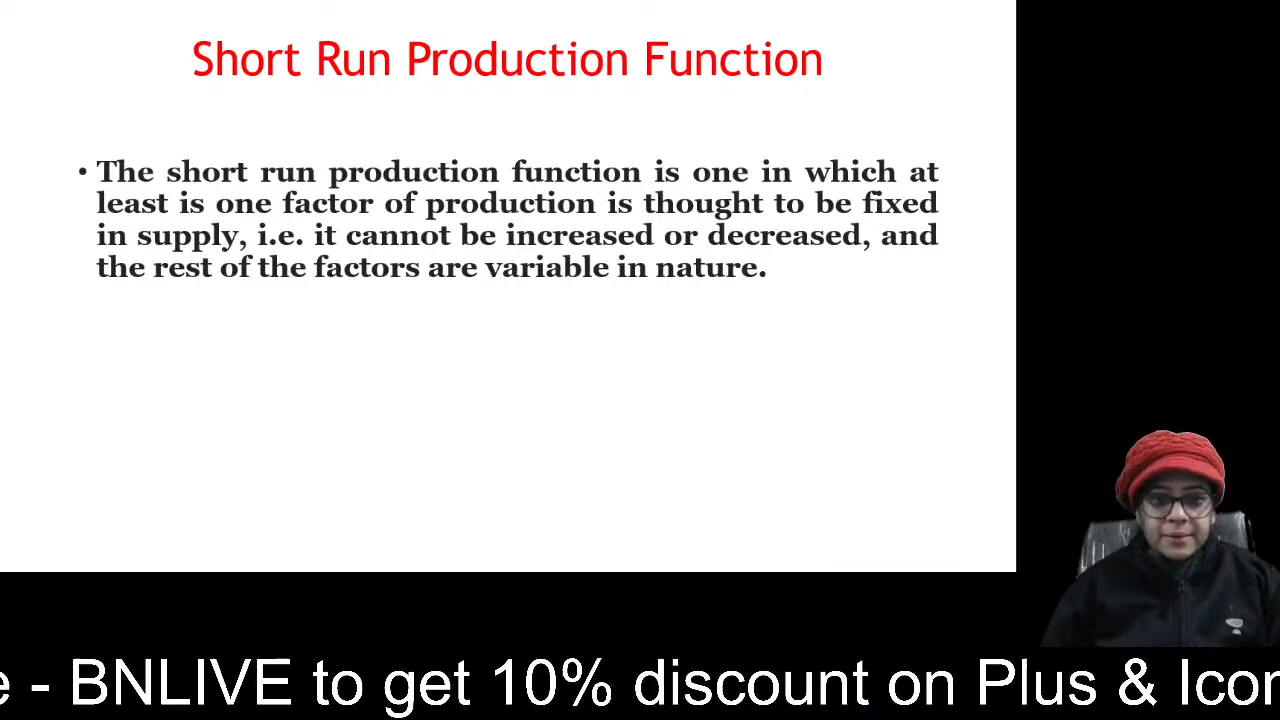 Short Run Production Function
• The short run production function is one in which at
least is one factor of production is thought to be fixed
in supply, i.e. it cannot be increased or decreased, and
the rest of the factors are variable in nature.
e - BNLIVE to get 10% discount on Plus & Icon